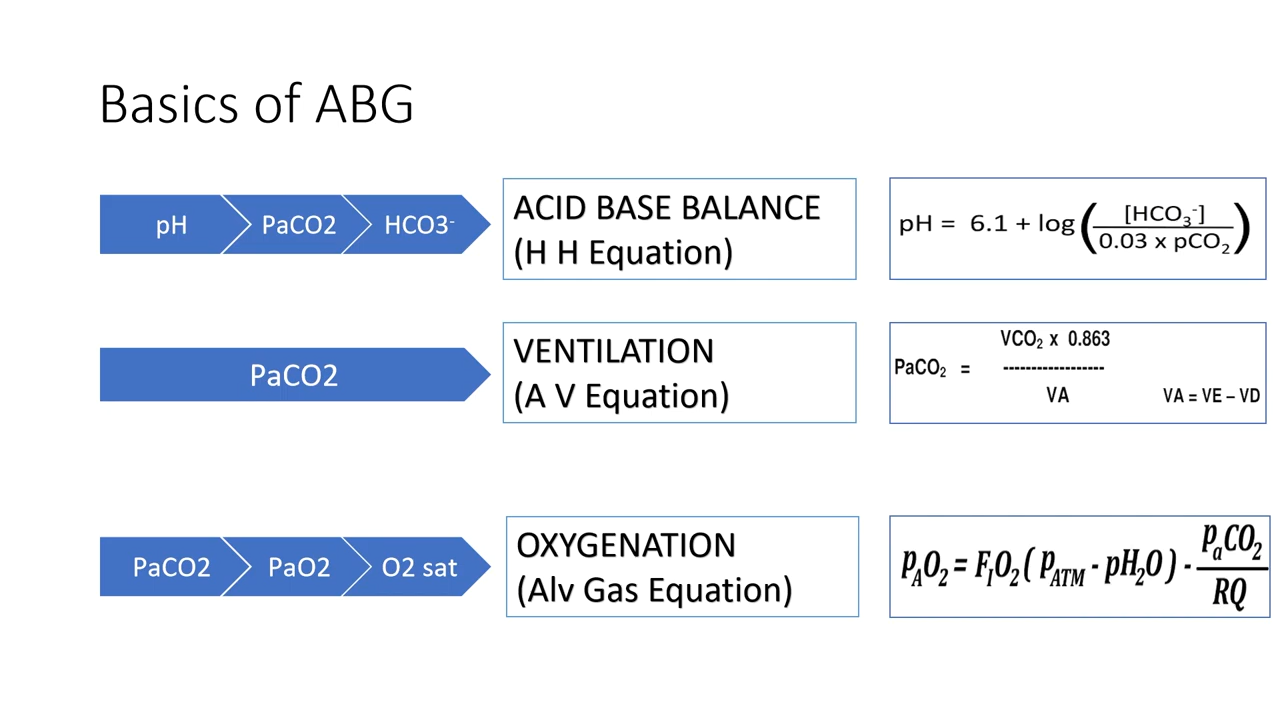 Basics of ABG
pH PaCO2 HCO3⁻
ACID BASE BALANCE
(H H Equation)
pH = 6.1 + log ( [HCO₃⁻] / 0.03 x pCO₂ )
PaCO2
VENTILATION
(A V Equation)
VCO₂ x 0.863
PaCO₂ = ------------------
VA VA = VE – VD
PaCO2 PaO2 O2 sat
OXYGENATION
(Alv Gas Equation)
pAO₂ = FIO₂ ( pATM - pH₂O ) - paCO₂ / RQ